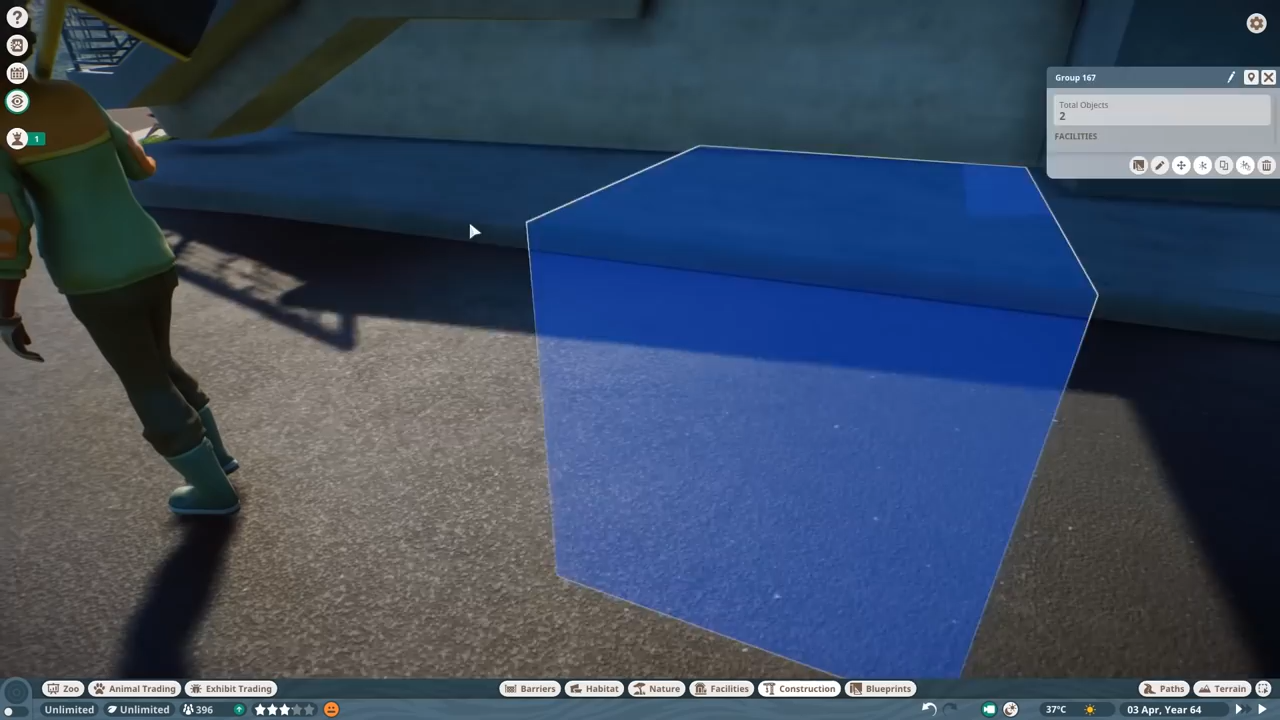 ?
1
Group 167
Total Objects
2
FACILITIES
Zoo
Animal Trading
Exhibit Trading
Barriers
Habitat
Nature
Facilities
Construction
Blueprints
Paths
Terrain
Unlimited
Unlimited
396
37°C
03 Apr, Year 64